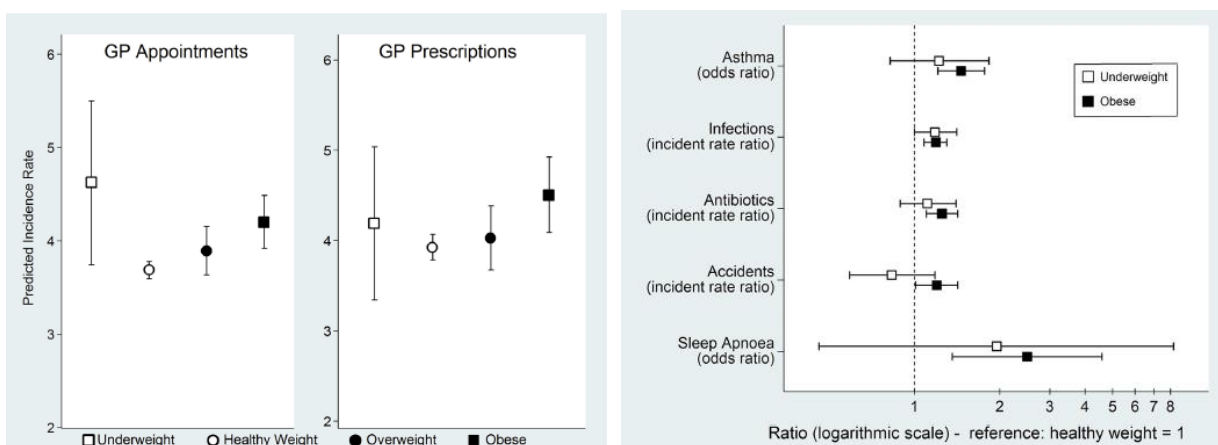 GP Appointments
GP Prescriptions
Predicted Incidence Rate
6
5
4
3
2
6
5
4
3
2
Underweight
Healthy Weight
Overweight
Obese
Asthma
(odds ratio)
Infections
(incident rate ratio)
Antibiotics
(incident rate ratio)
Accidents
(incident rate ratio)
Sleep Apnoea
(odds ratio)
Underweight
Obese
1 2 3 4 5 6 7 8
Ratio (logarithmic scale) - reference: healthy weight = 1